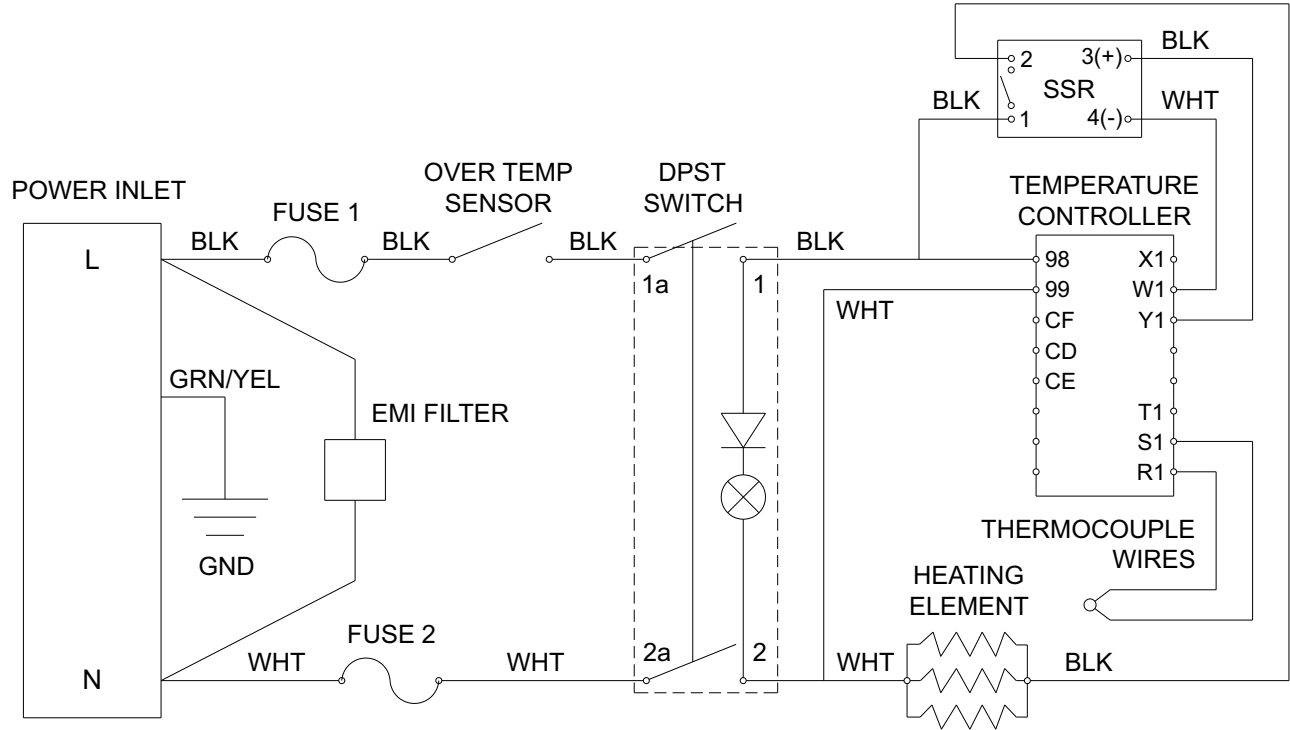 2
3(+)
BLK
SSR
BLK
1
4(-)
WHT
POWER INLET
FUSE 1
OVER TEMP
SENSOR
DPST
SWITCH
TEMPERATURE
CONTROLLER
L
BLK
BLK
BLK
1a
1
BLK
WHT
98
X1
99
W1
CF
Y1
CD
CE
T1
S1
R1
GRN/YEL
GND
EMI FILTER
THERMOCOUPLE
WIRES
HEATING
ELEMENT
N
WHT
FUSE 2
WHT
2a
2
WHT
BLK